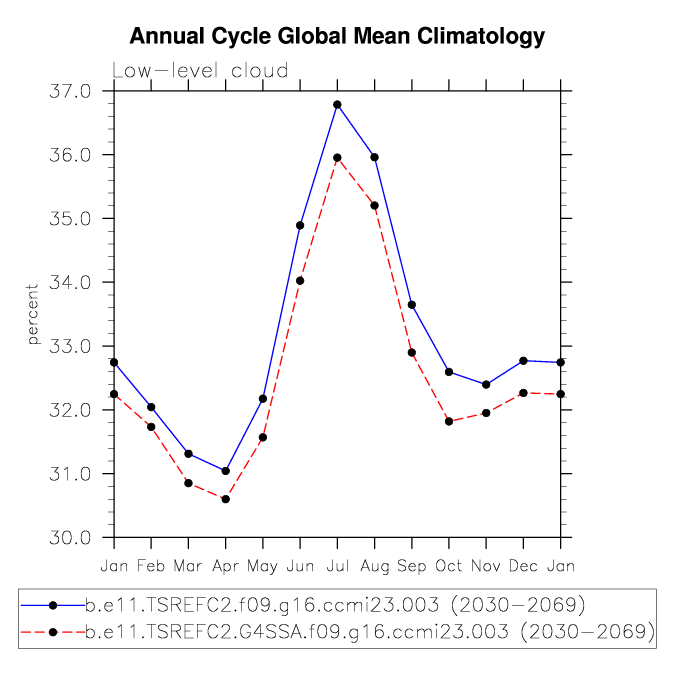 Annual Cycle Global Mean Climatology
Low-level cloud
37.0
36.0
35.0
34.0
33.0
32.0
31.0
30.0
percent
Jan Feb Mar Apr May Jun Jul Aug Sep Oct Nov Dec Jan
b.e11.TSREFC2.f09.g16.ccmi23.003 (2030-2069)
b.e11.TSREFC2.G4SSA.f09.g16.ccmi23.003 (2030-2069)